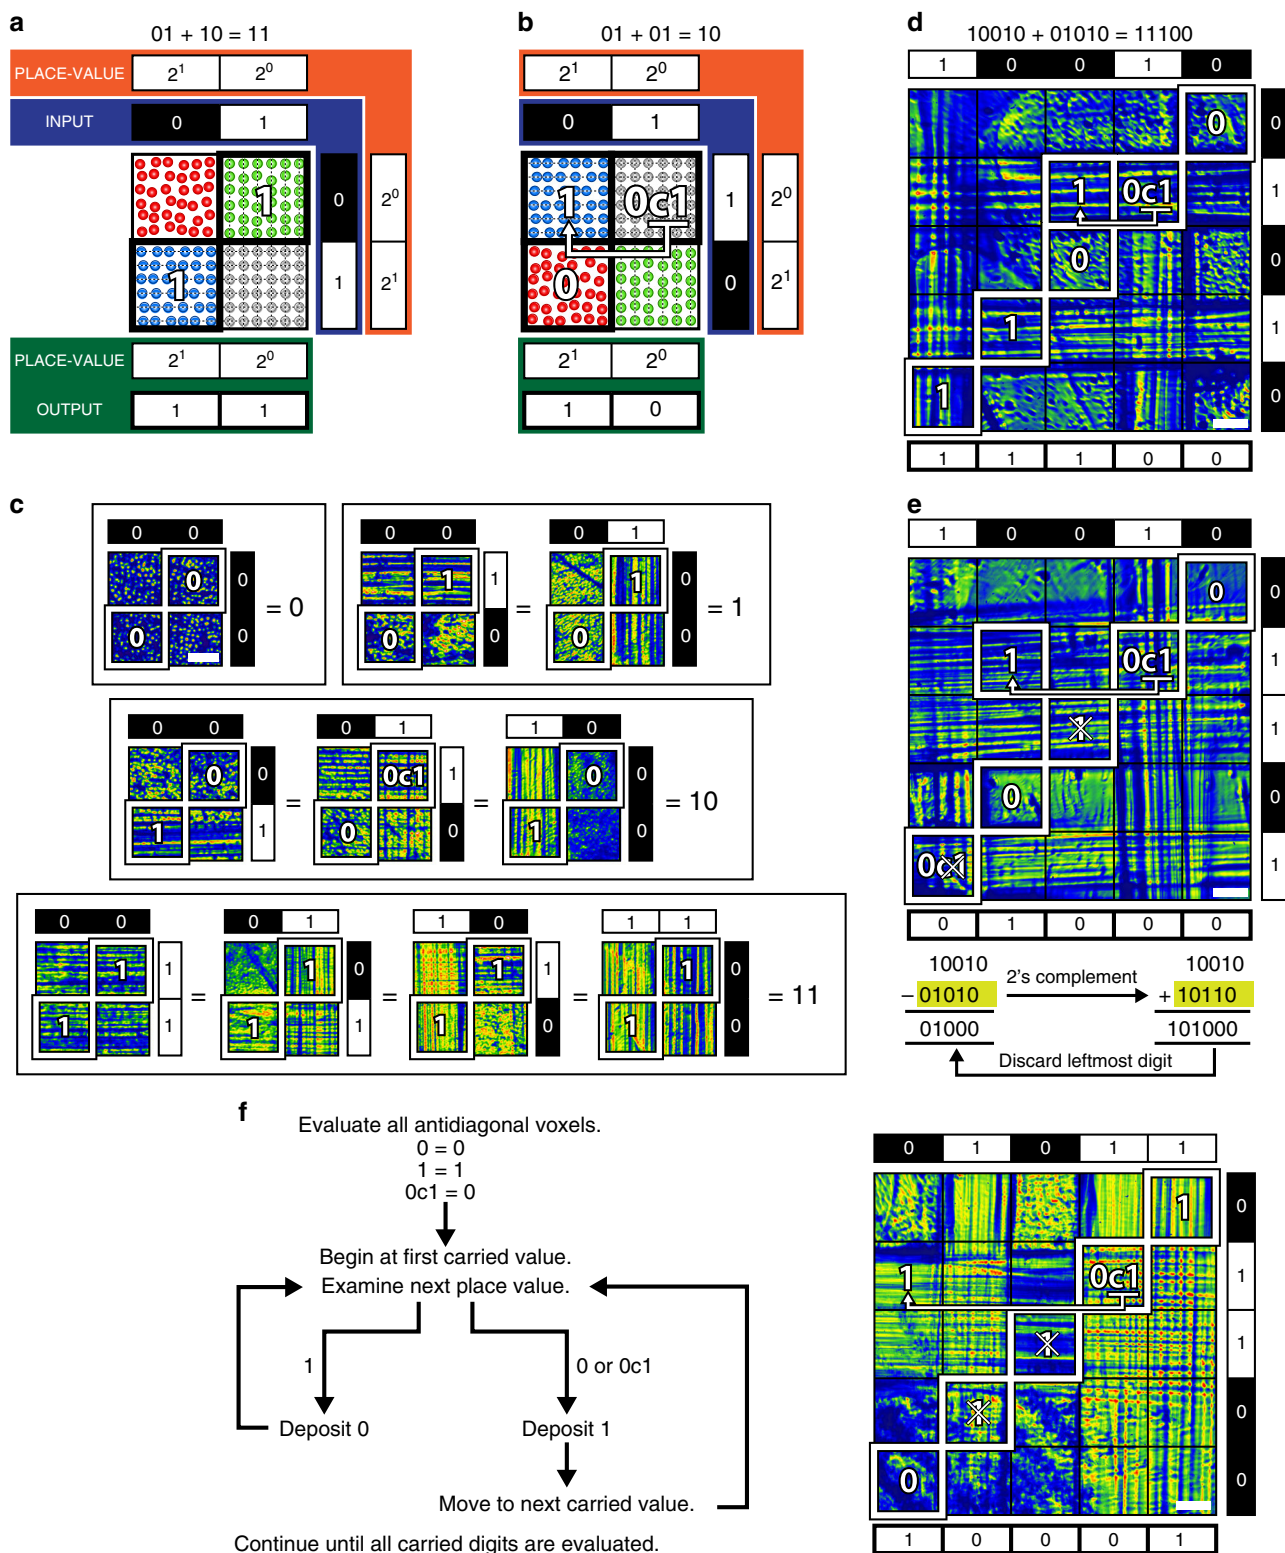 a
01 + 10 = 11
PLACE-VALUE 2¹ 2⁰
INPUT 0 1
1 0 2⁰
1 1 2¹
PLACE-VALUE 2¹ 2⁰
OUTPUT 1 1
b
01 + 01 = 10
2¹ 2⁰
0 1
1 0c1 1 2⁰
0 0 2¹
2¹ 2⁰
1 0
c
0 0
0 0
0 0
= 0
0 0
1 1
0 0
=
0 1
1 0
0 0
= 1
0 0
0 0
1 1
=
0 1
0c1 1
0 0
=
1 0
0 0
1 0
= 10
0 0
1 1
1 1
=
0 1
1 0
1 1
=
1 0
1 1
1 0
=
1 1
1 0
1 0
= 11
d
10010 + 01010 = 11100
1 0 0 1 0
0 0
1 0c1 1
0 0
1 1
1 0
1 1 1 0 0
e
1 0 0 1 0
0 0
1 0c1 1
1 1
0 0
0c1 1
0 1 0 0 0
10010 2's complement 10010
– 01010 + 10110
01000 101000
Discard leftmost digit
f
Evaluate all antidiagonal voxels.
0 = 0
1 = 1
0c1 = 0
Begin at first carried value.
Examine next place value.
1 0 or 0c1
Deposit 0 Deposit 1
Move to next carried value.
Continue until all carried digits are evaluated.
0 1 0 1 1
1 0
1 0c1 1
1 1
1 0
0 0
1 0 0 0 1